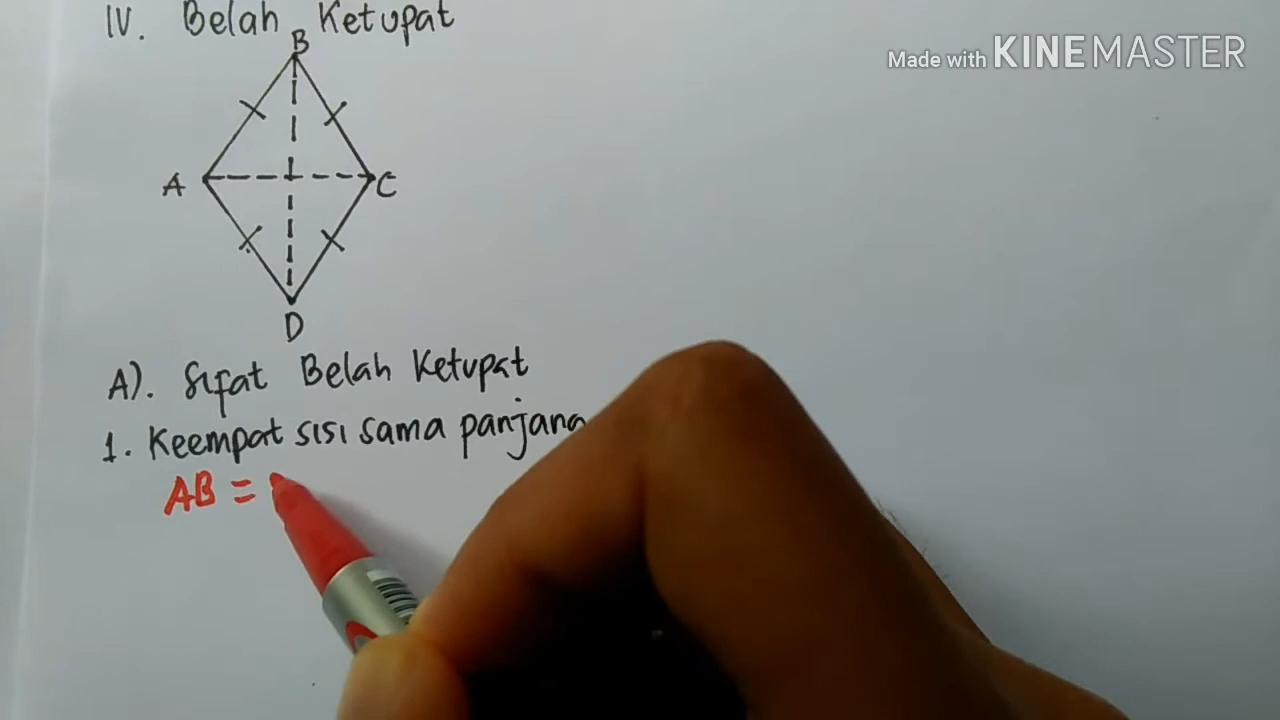 IV. Belah Ketupat
Made with KINEMASTER
B
A
C
D
A). Sifat Belah Ketupat
1. Keempat sisi sama panjang
AB =